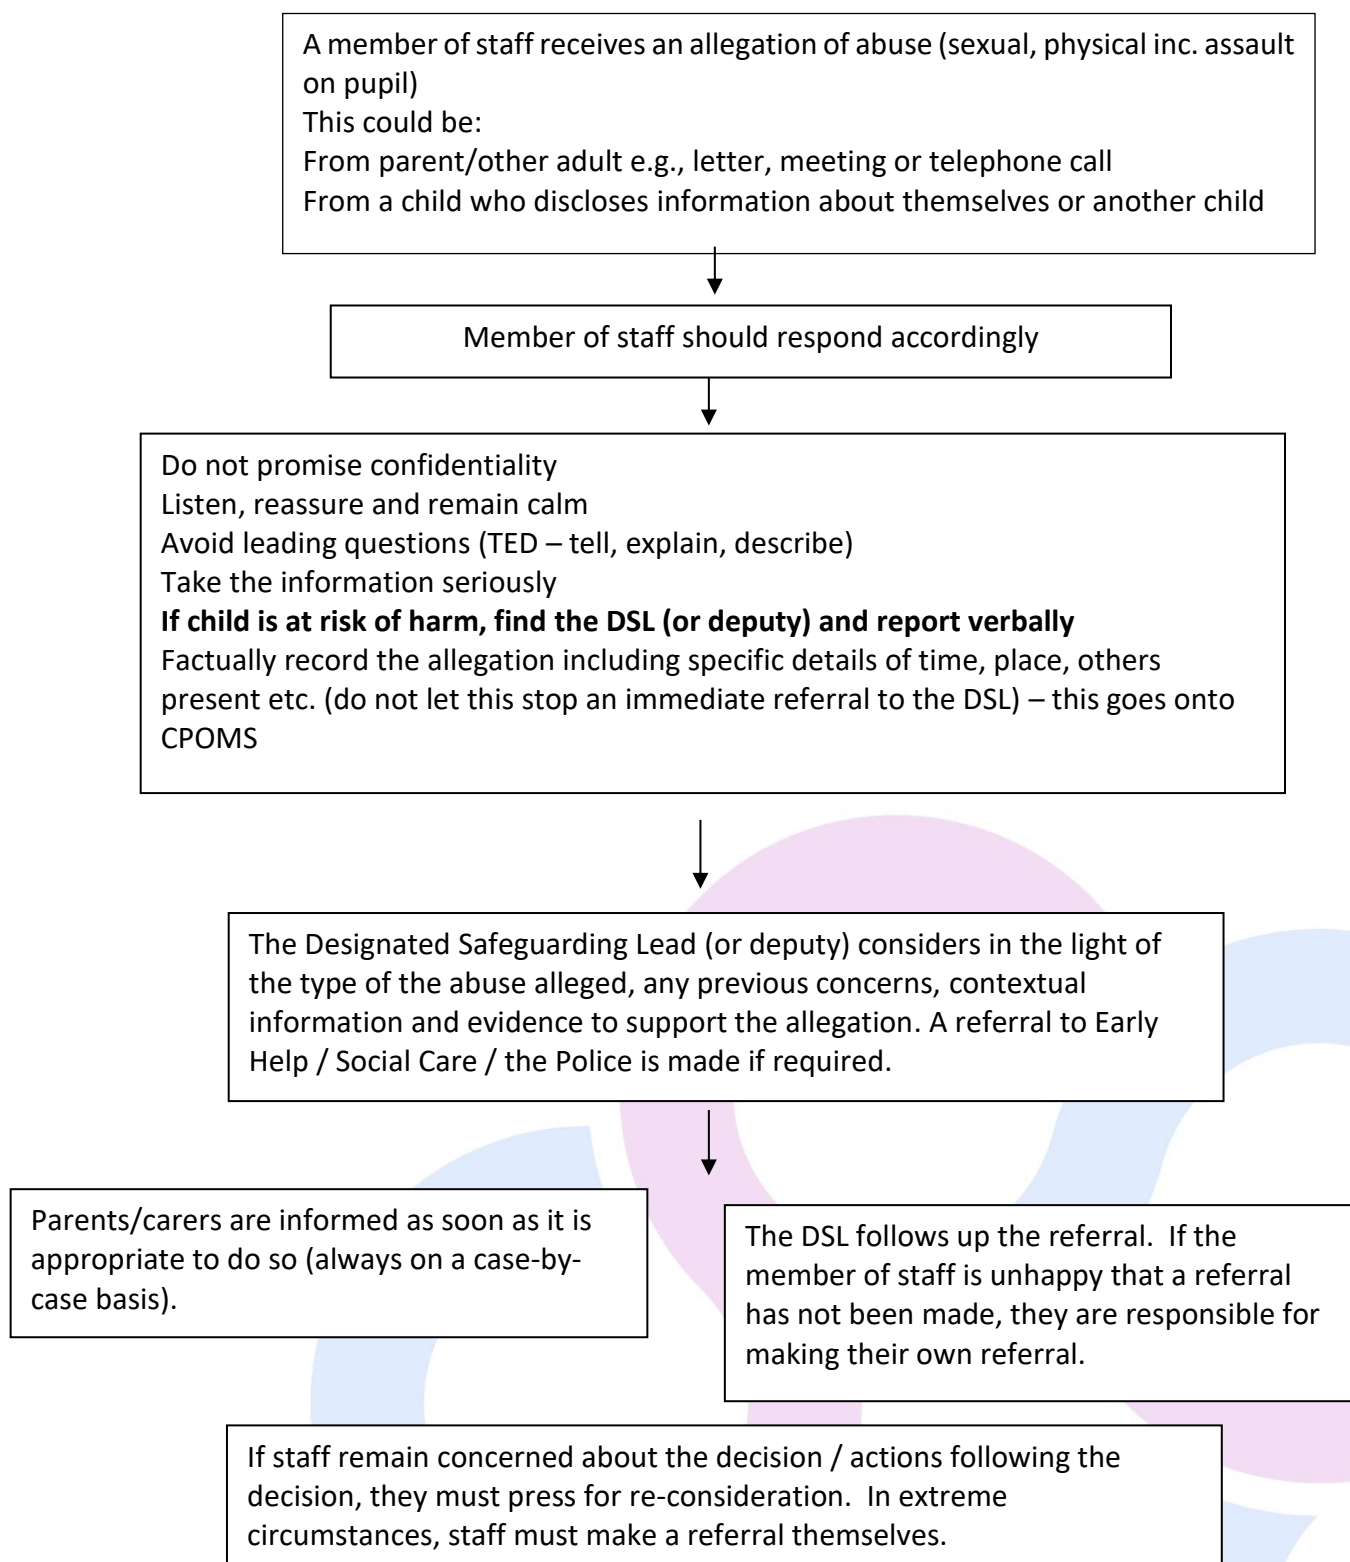 A member of staff receives an allegation of abuse (sexual, physical inc. assault
on pupil)
This could be:
From parent/other adult e.g., letter, meeting or telephone call
From a child who discloses information about themselves or another child
Member of staff should respond accordingly
Do not promise confidentiality
Listen, reassure and remain calm
Avoid leading questions (TED – tell, explain, describe)
Take the information seriously
If child is at risk of harm, find the DSL (or deputy) and report verbally
Factually record the allegation including specific details of time, place, others
present etc. (do not let this stop an immediate referral to the DSL) – this goes onto
CPOMS
The Designated Safeguarding Lead (or deputy) considers in the light of
the type of the abuse alleged, any previous concerns, contextual
information and evidence to support the allegation. A referral to Early
Help / Social Care / the Police is made if required.
Parents/carers are informed as soon as it is
appropriate to do so (always on a case-by-
case basis).
The DSL follows up the referral.  If the
member of staff is unhappy that a referral
has not been made, they are responsible for
making their own referral.
If staff remain concerned about the decision / actions following the
decision, they must press for re-consideration.  In extreme
circumstances, staff must make a referral themselves.